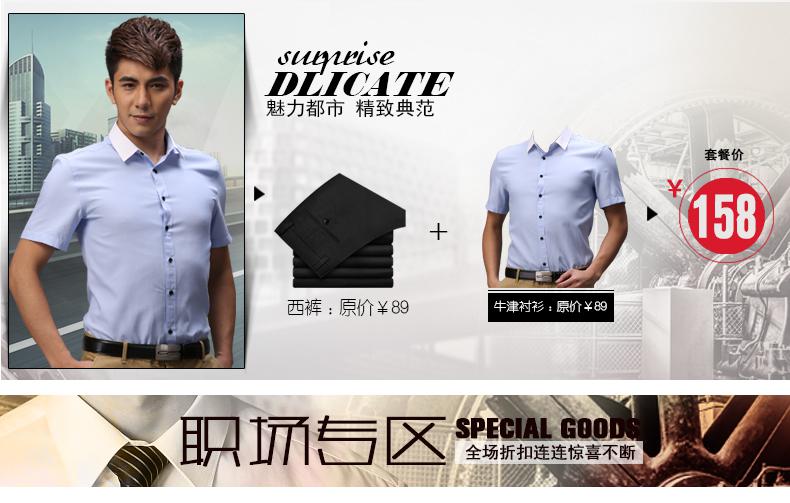 surprise
DLICATE
魅力都市 精致典范
套餐价
¥
158
西裤：原价￥89
牛津衬衫：原价￥89
职场专区
SPECIAL GOODS
全场折扣连连惊喜不断